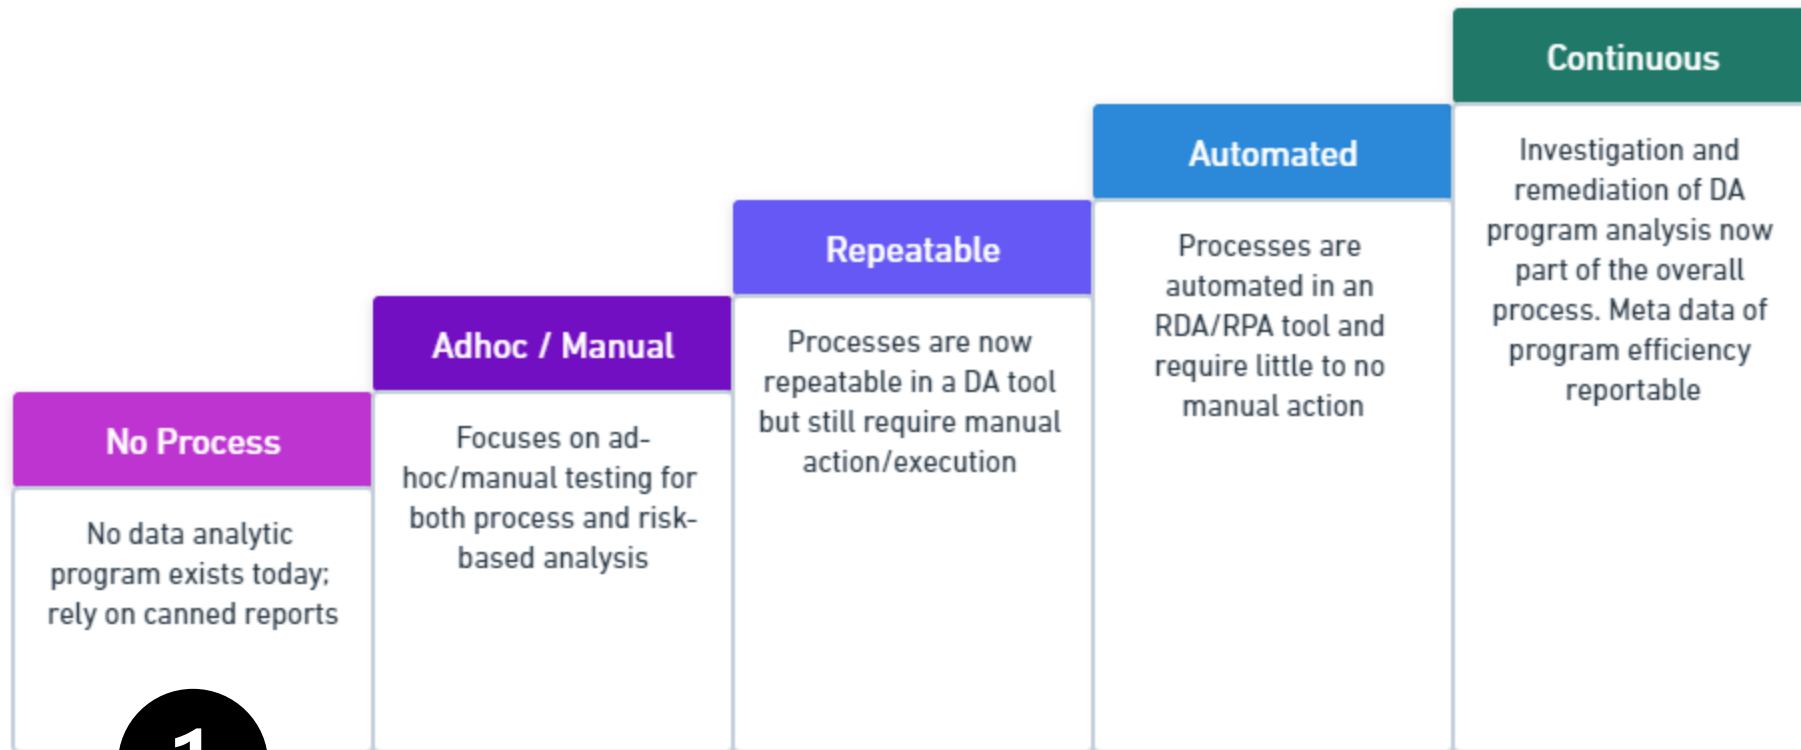 No Process
No data analytic
program exists today;
rely on canned reports
1
Adhoc / Manual
Focuses on ad-
hoc/manual testing for
both process and risk-
based analysis
Repeatable
Processes are now
repeatable in a DA tool
but still require manual
action/execution
Automated
Processes are
automated in an
RDA/RPA tool and
require little to no
manual action
Continuous
Investigation and
remediation of DA
program analysis now
part of the overall
process. Meta data of
program efficiency
reportable